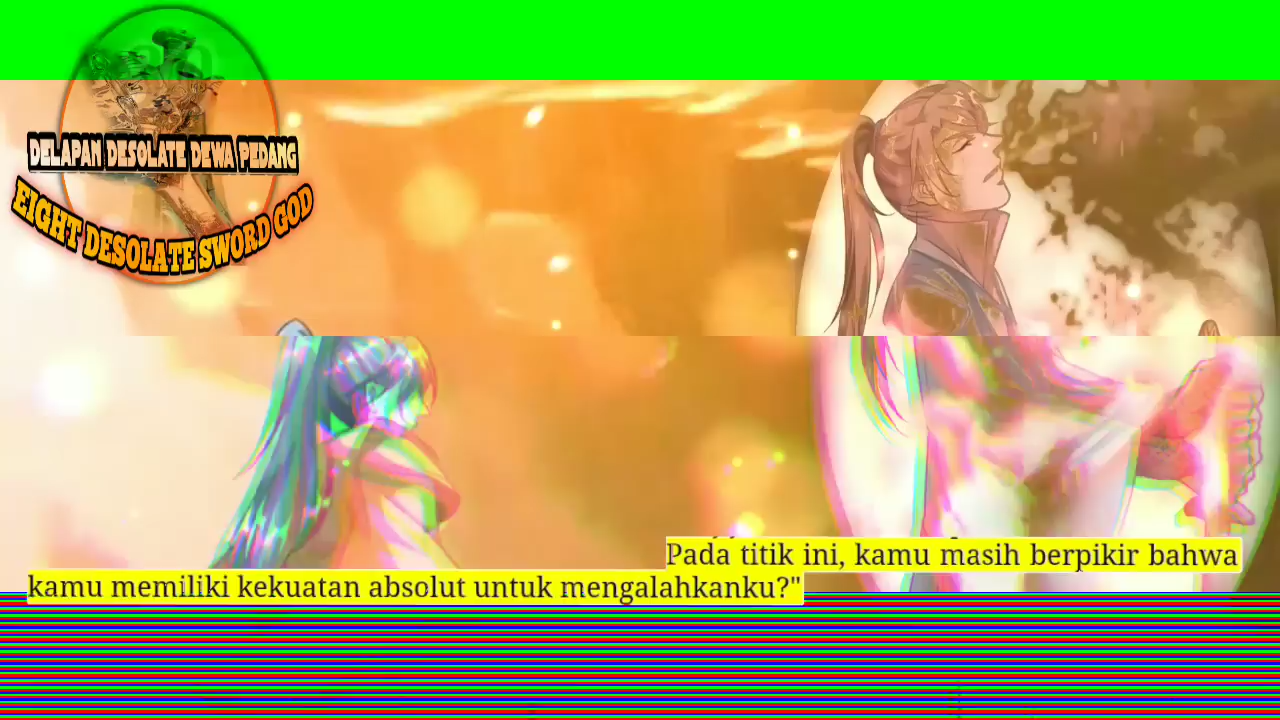 DELAPAN DESOLATE DEWA PEDANG
EIGHT DESOLATE SWORD GOD
Pada titik ini, kamu masih berpikir bahwa
kamu memiliki kekuatan absolut untuk mengalahkanku?"